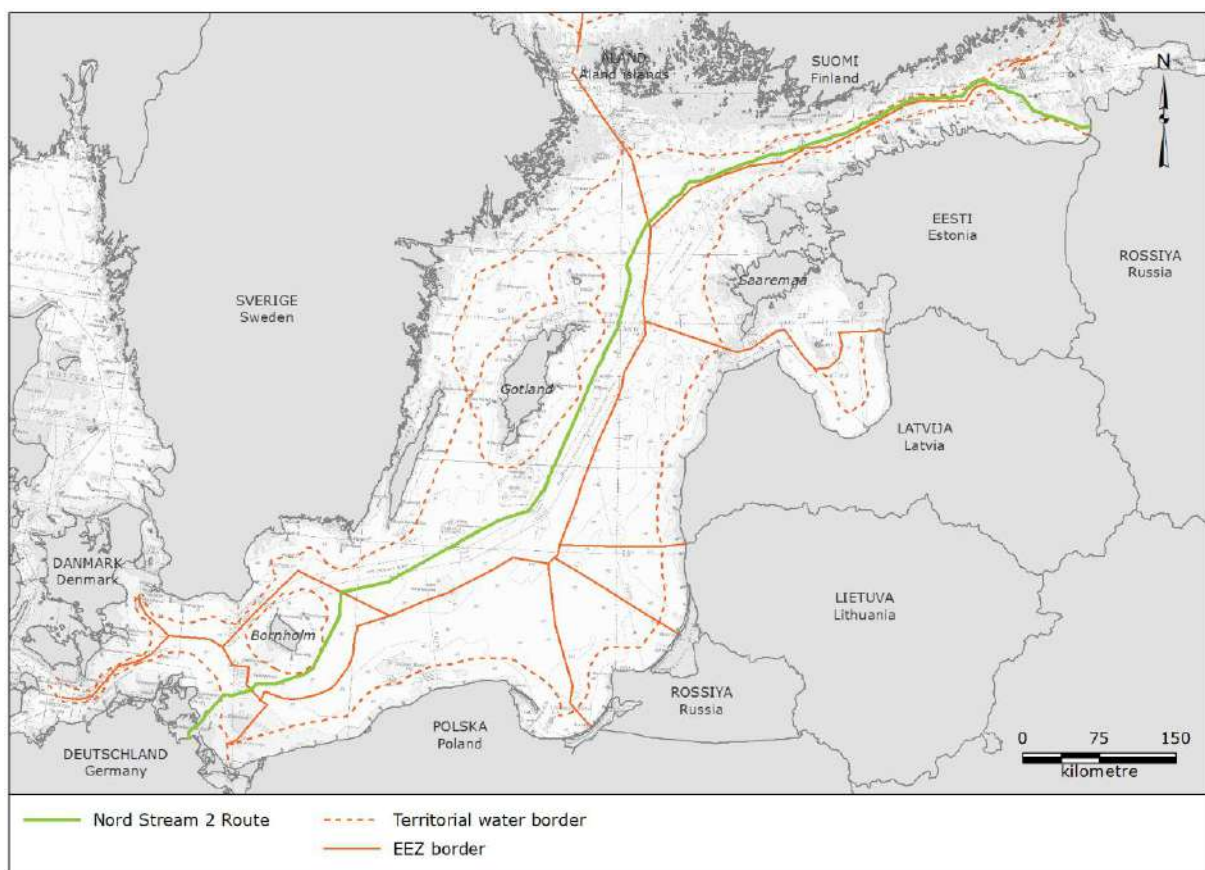 ÅLAND
Åland islands
SUOMI
Finland
N
EESTI
Estonia
ROSSIYA
Russia
SVERIGE
Sweden
Saaremaa
Gotland
LATVIJA
Latvia
DANMARK
Denmark
LIETUVA
Lithuania
Bornholm
ROSSIYA
Russia
POLSKA
Poland
DEUTSCHLAND
Germany
0 75 150
kilometre
Nord Stream 2 Route
Territorial water border
EEZ border